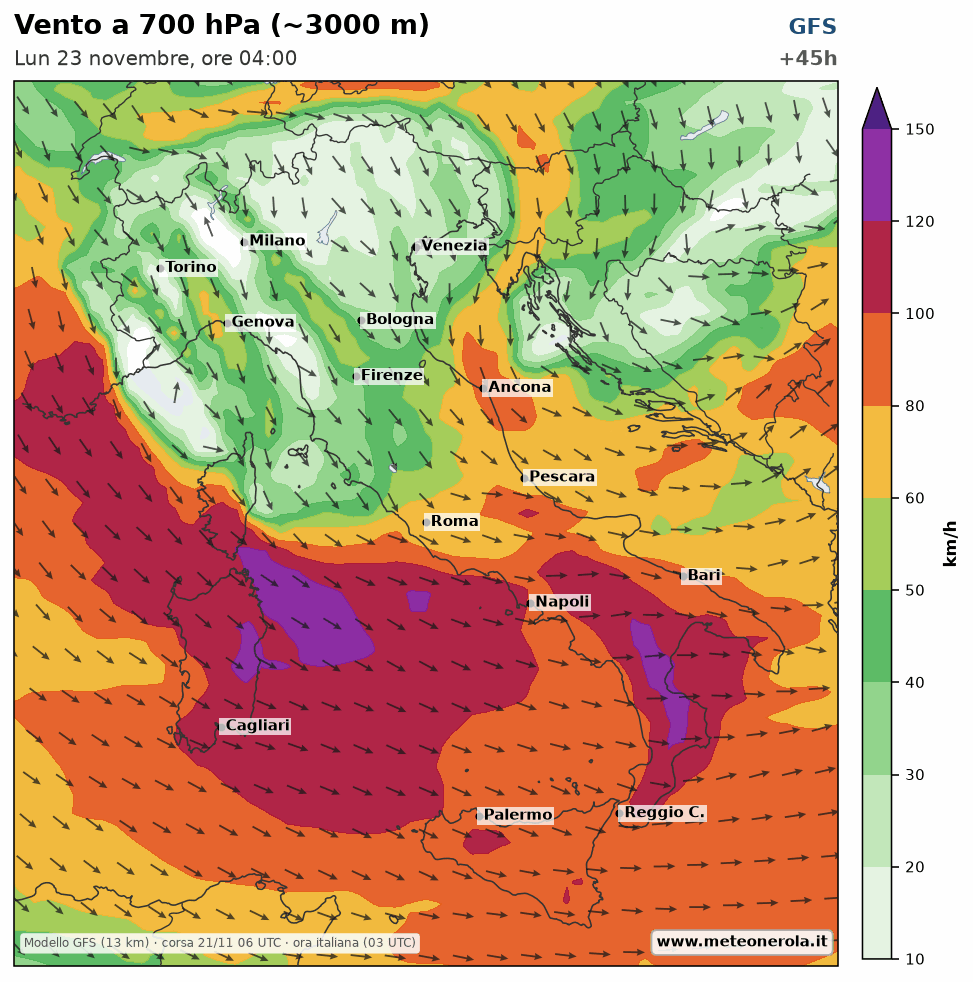 Vento a 700 hPa (~3000 m)
GFS
Lun 23 novembre, ore 04:00
+45h
150
120
100
80
60
50
40
30
20
10
km/h
Milano
Venezia
Torino
Genova
Bologna
Firenze
Ancona
Pescara
Roma
Bari
Napoli
Cagliari
Palermo
Reggio C.
Modello GFS (13 km) · corsa 21/11 06 UTC · ora italiana (03 UTC)
www.meteonerola.it